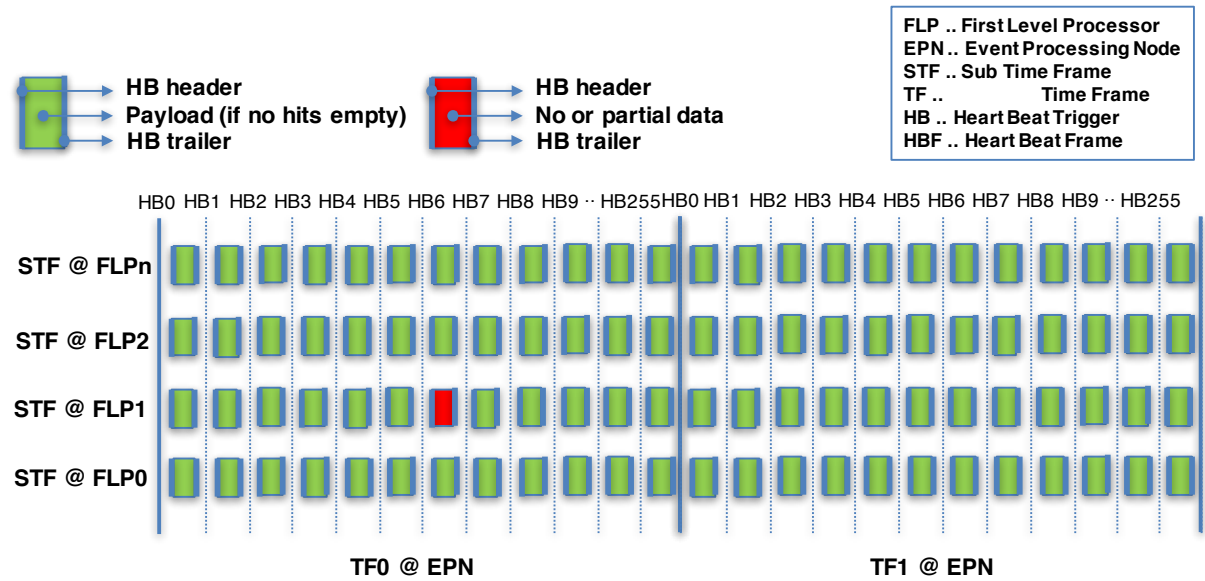 FLP .. First Level Processor
EPN .. Event Processing Node
STF .. Sub Time Frame
TF .. Time Frame
HB .. Heart Beat Trigger
HBF .. Heart Beat Frame
HB header
Payload (if no hits empty)
HB trailer
HB header
No or partial data
HB trailer
HB0 HB1 HB2 HB3 HB4 HB5 HB6 HB7 HB8 HB9 ·· HB255 HB0 HB1 HB2 HB3 HB4 HB5 HB6 HB7 HB8 HB9 ·· HB255
STF @ FLPn
STF @ FLP2
STF @ FLP1
STF @ FLP0
TF0 @ EPN TF1 @ EPN